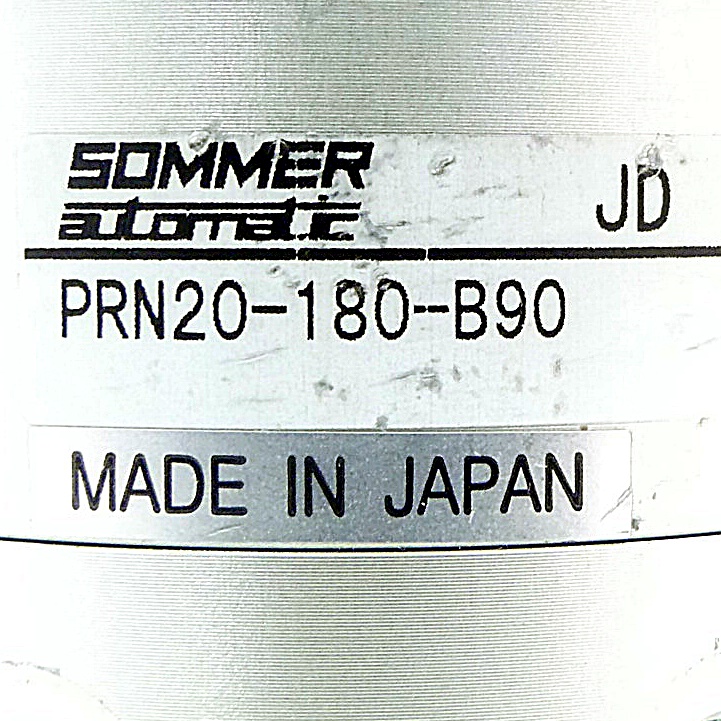 SOMMER JD
automatic
PRN20-180-B90
MADE IN JAPAN